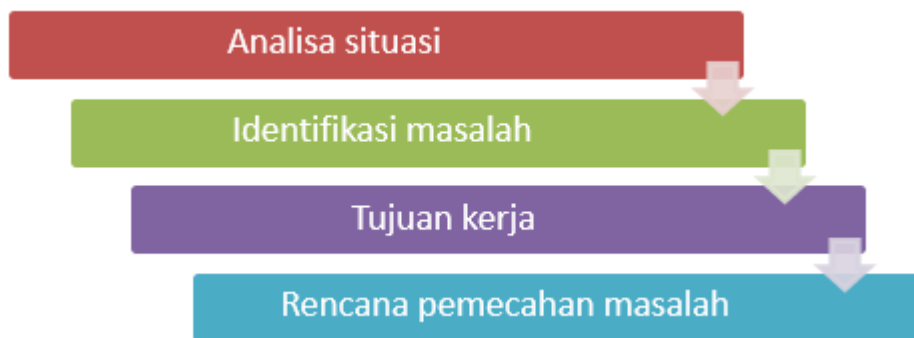 Analisa situasi
Identifikasi masalah
Tujuan kerja
Rencana pemecahan masalah